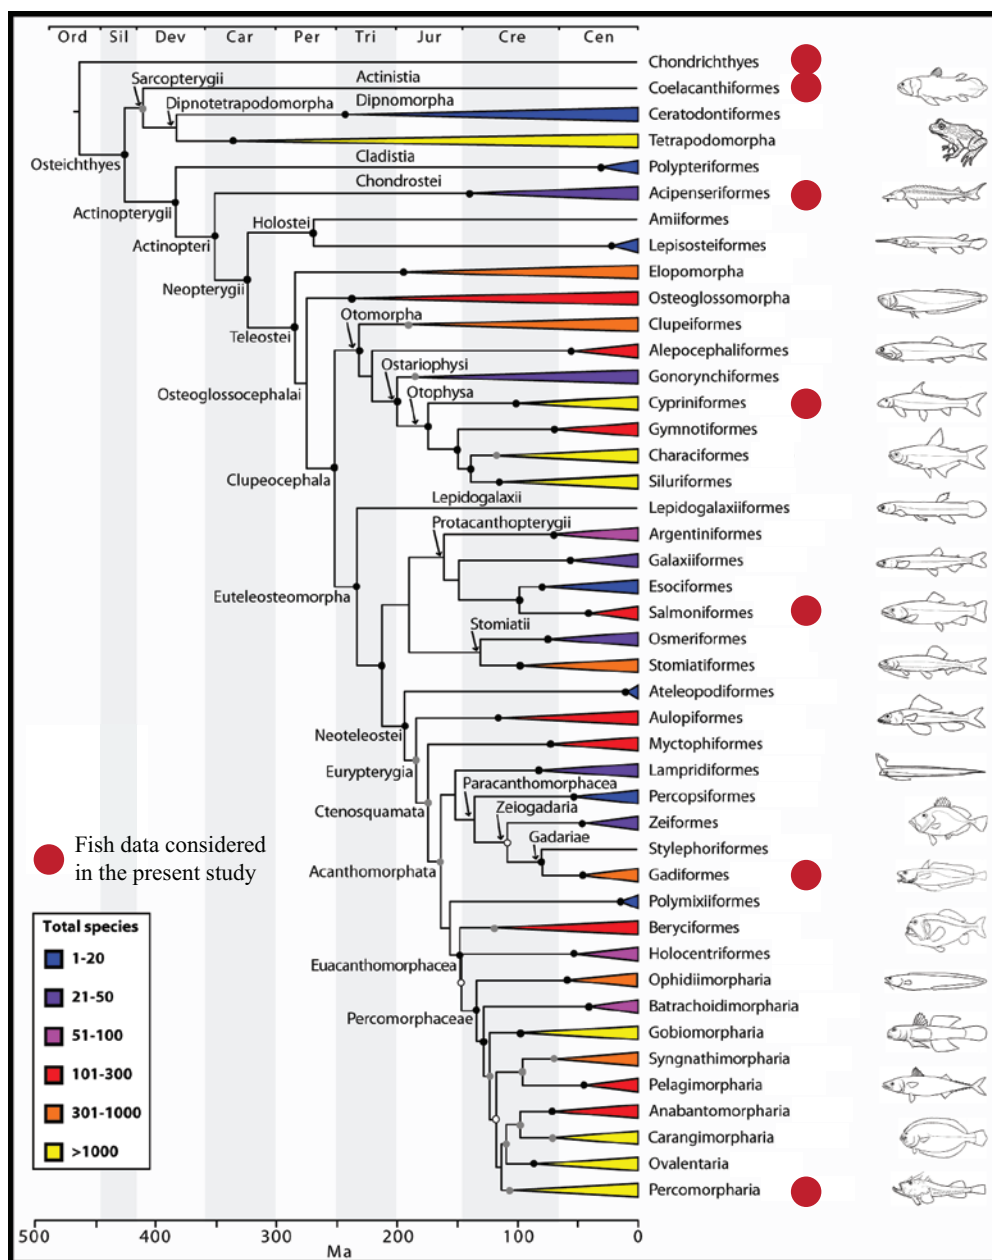 Ord Sil Dev Car Per Tri Jur Cre Cen
Chondrichthyes
Sarcopterygii
Actinistia
Coelacanthiformes
Dipnotetrapodomorpha
Dipnomorpha
Ceratodontiformes
Tetrapodomorpha
Osteichthyes
Cladistia
Polypteriformes
Chondrostei
Acipenseriformes
Actinopterygii
Holostei
Amiiformes
Actinopteri
Lepisosteiformes
Neopterygii
Elopomorpha
Osteoglossomorpha
Otomorpha
Clupeiformes
Teleostei
Alepocephaliformes
Ostariophysi
Gonorynchiformes
Otophysa
Osteoglossocephalai
Cypriniformes
Gymnotiformes
Clupeocephala
Characiformes
Siluriformes
Lepidogalaxii
Lepidogalaxiiformes
Protacanthopterygii
Argentiniformes
Galaxiiformes
Euteleosteomorpha
Esociformes
Salmoniformes
Stomiatii
Osmeriformes
Stomiatiformes
Ateleopodiformes
Neoteleostei
Aulopiformes
Eurypterygia
Myctophiformes
Lampridiformes
Paracanthomorphacea
Ctenosquamata
Percopsiformes
Zeiogadaria
Zeiformes
Gadariae
Stylephoriformes
Acanthomorphata
Gadiformes
Fish data considered
in the present study
Polymixiiformes
Beryciformes
Euacanthomorphacea
Holocentriformes
Ophidiimorpharia
Percomorphaceae
Batrachoidimorpharia
Gobiomorpharia
Syngnathimorpharia
Pelagimorpharia
Anabantomorpharia
Carangimorpharia
Ovalentaria
Percomorpharia
Total species
1-20
21-50
51-100
101-300
301-1000
>1000
500 400 300 200 100 0
Ma